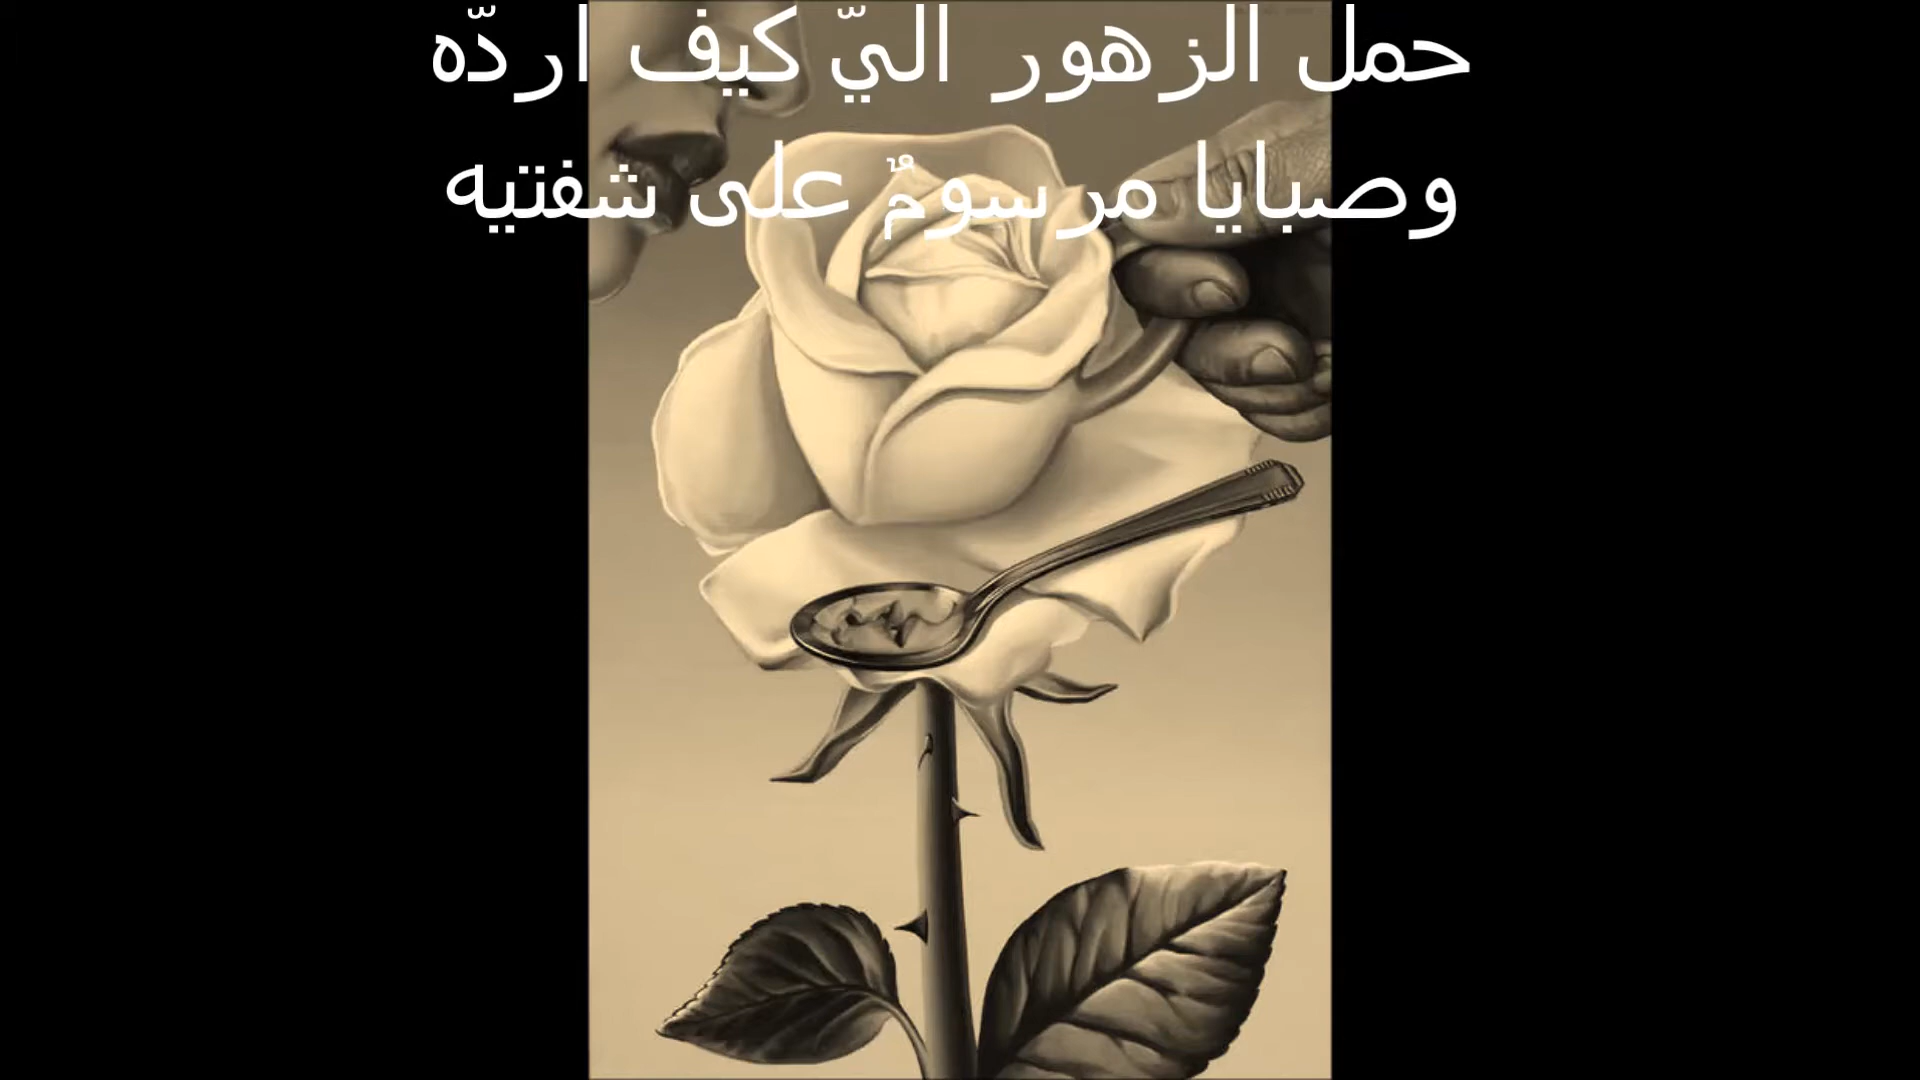 حمل الزهور اليّ كيف اردّه
وصبايا مرسومٌ على شفتيه